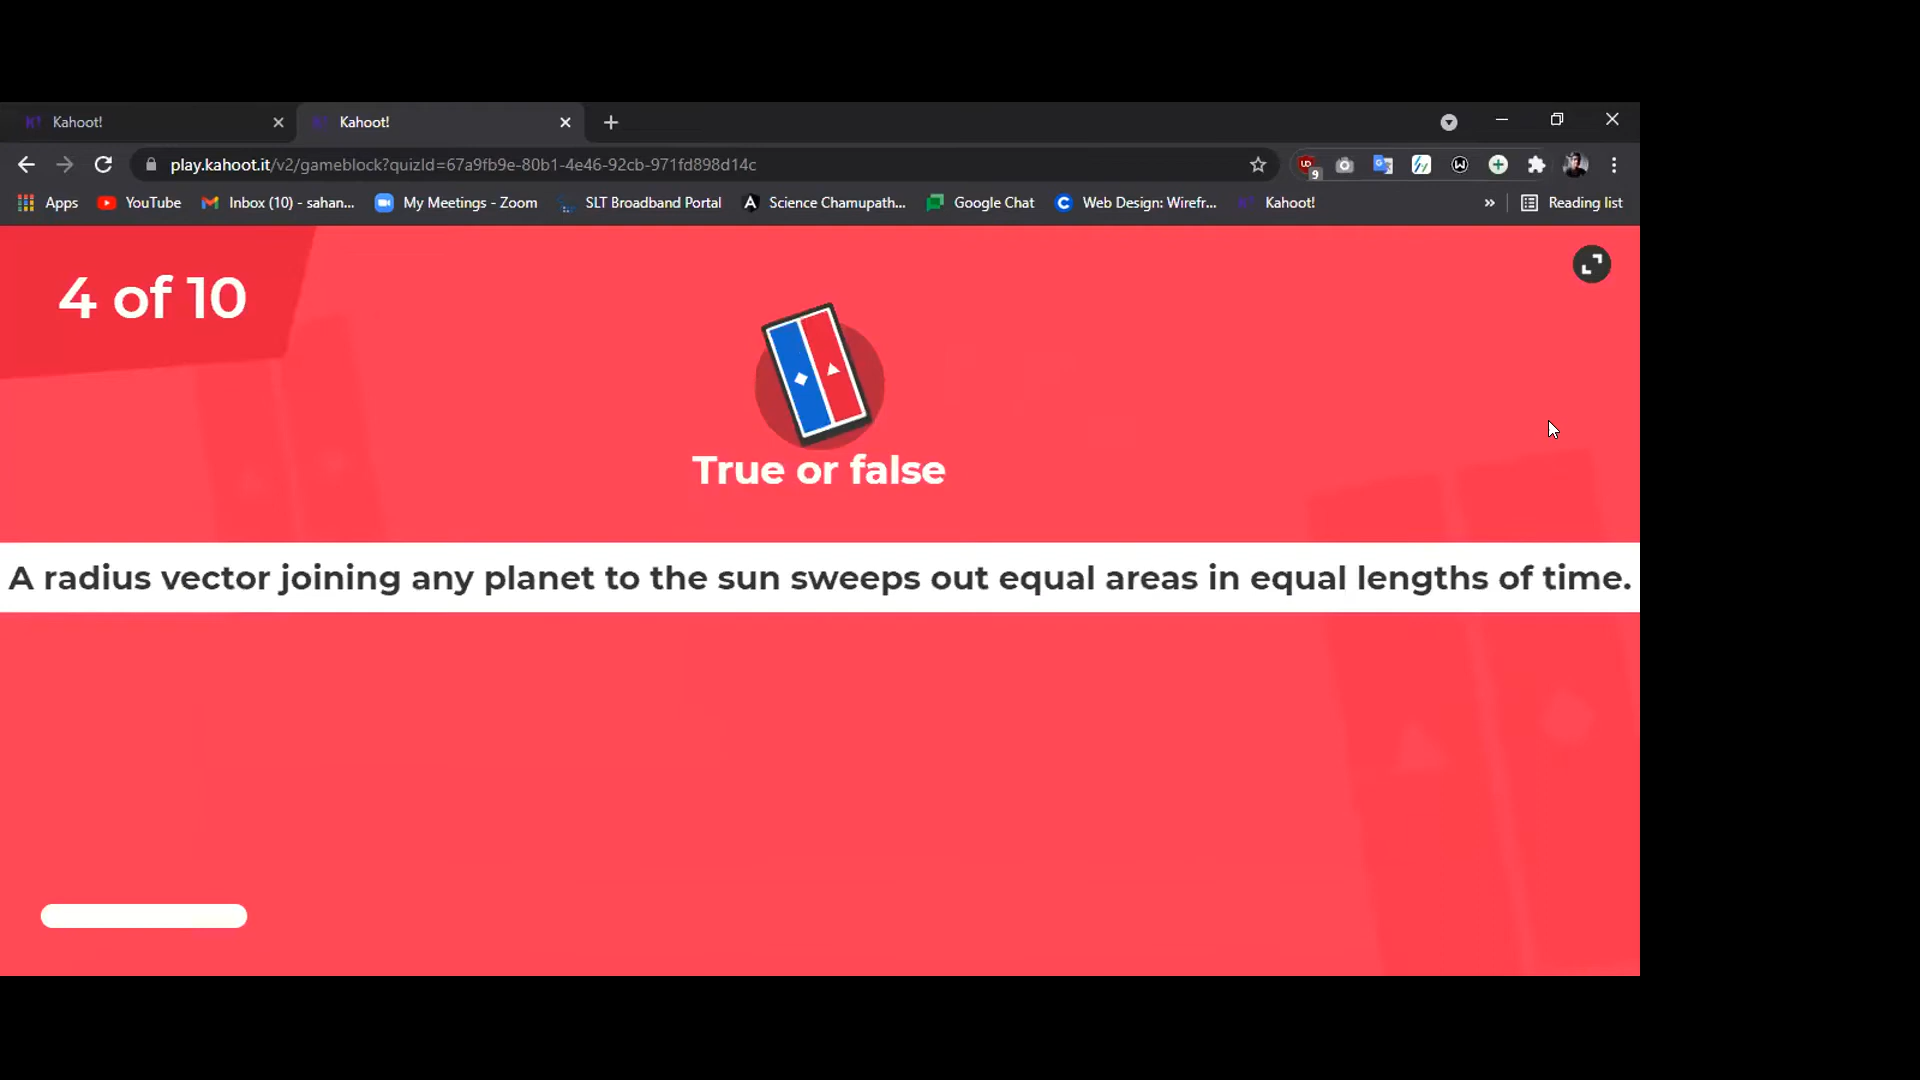 Kahoot!
Kahoot!
play.kahoot.it/v2/gameblock?quizId=67a9fb9e-80b1-4e46-92cb-971fd898d14c
9
Apps YouTube Inbox (10) - sahan... My Meetings - Zoom SLT Broadband Portal Science Chamupath... Google Chat Web Design: Wirefr... Kahoot! » Reading list
4 of 10
True or false
A radius vector joining any planet to the sun sweeps out equal areas in equal lengths of time.